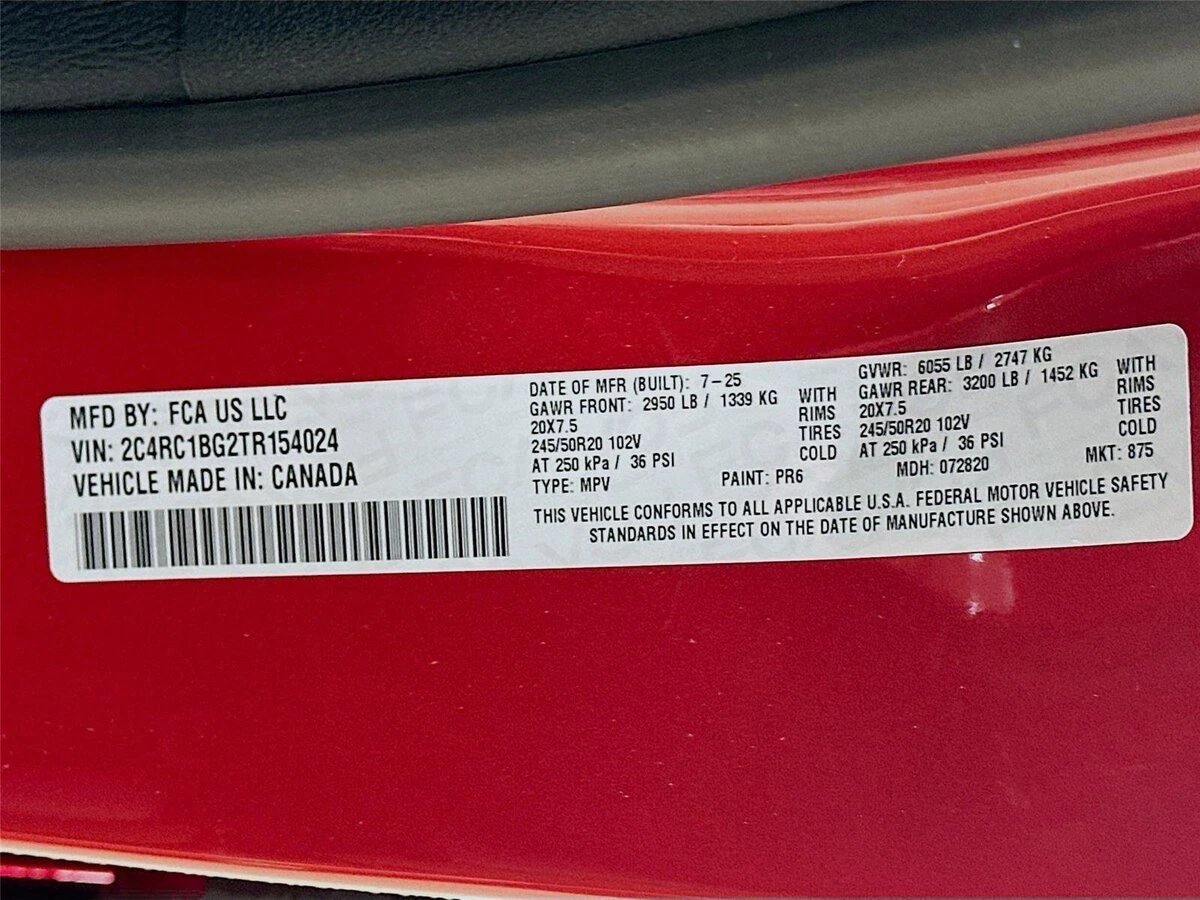 MFD BY: FCA US LLC
VIN: 2C4RC1BG2TR154024
VEHICLE MADE IN: CANADA
DATE OF MFR (BUILT): 7-25
GAWR FRONT: 2950 LB / 1339 KG WITH
20X7.5 RIMS
245/50R20 102V TIRES
AT 250 kPa / 36 PSI COLD
TYPE: MPV PAINT: PR6
GVWR: 6055 LB / 2747 KG
GAWR REAR: 3200 LB / 1452 KG WITH
20X7.5 RIMS
245/50R20 102V TIRES
AT 250 kPa / 36 PSI COLD
MDH: 072820 MKT: 875
THIS VEHICLE CONFORMS TO ALL APPLICABLE U.S.A. FEDERAL MOTOR VEHICLE SAFETY
STANDARDS IN EFFECT ON THE DATE OF MANUFACTURE SHOWN ABOVE.